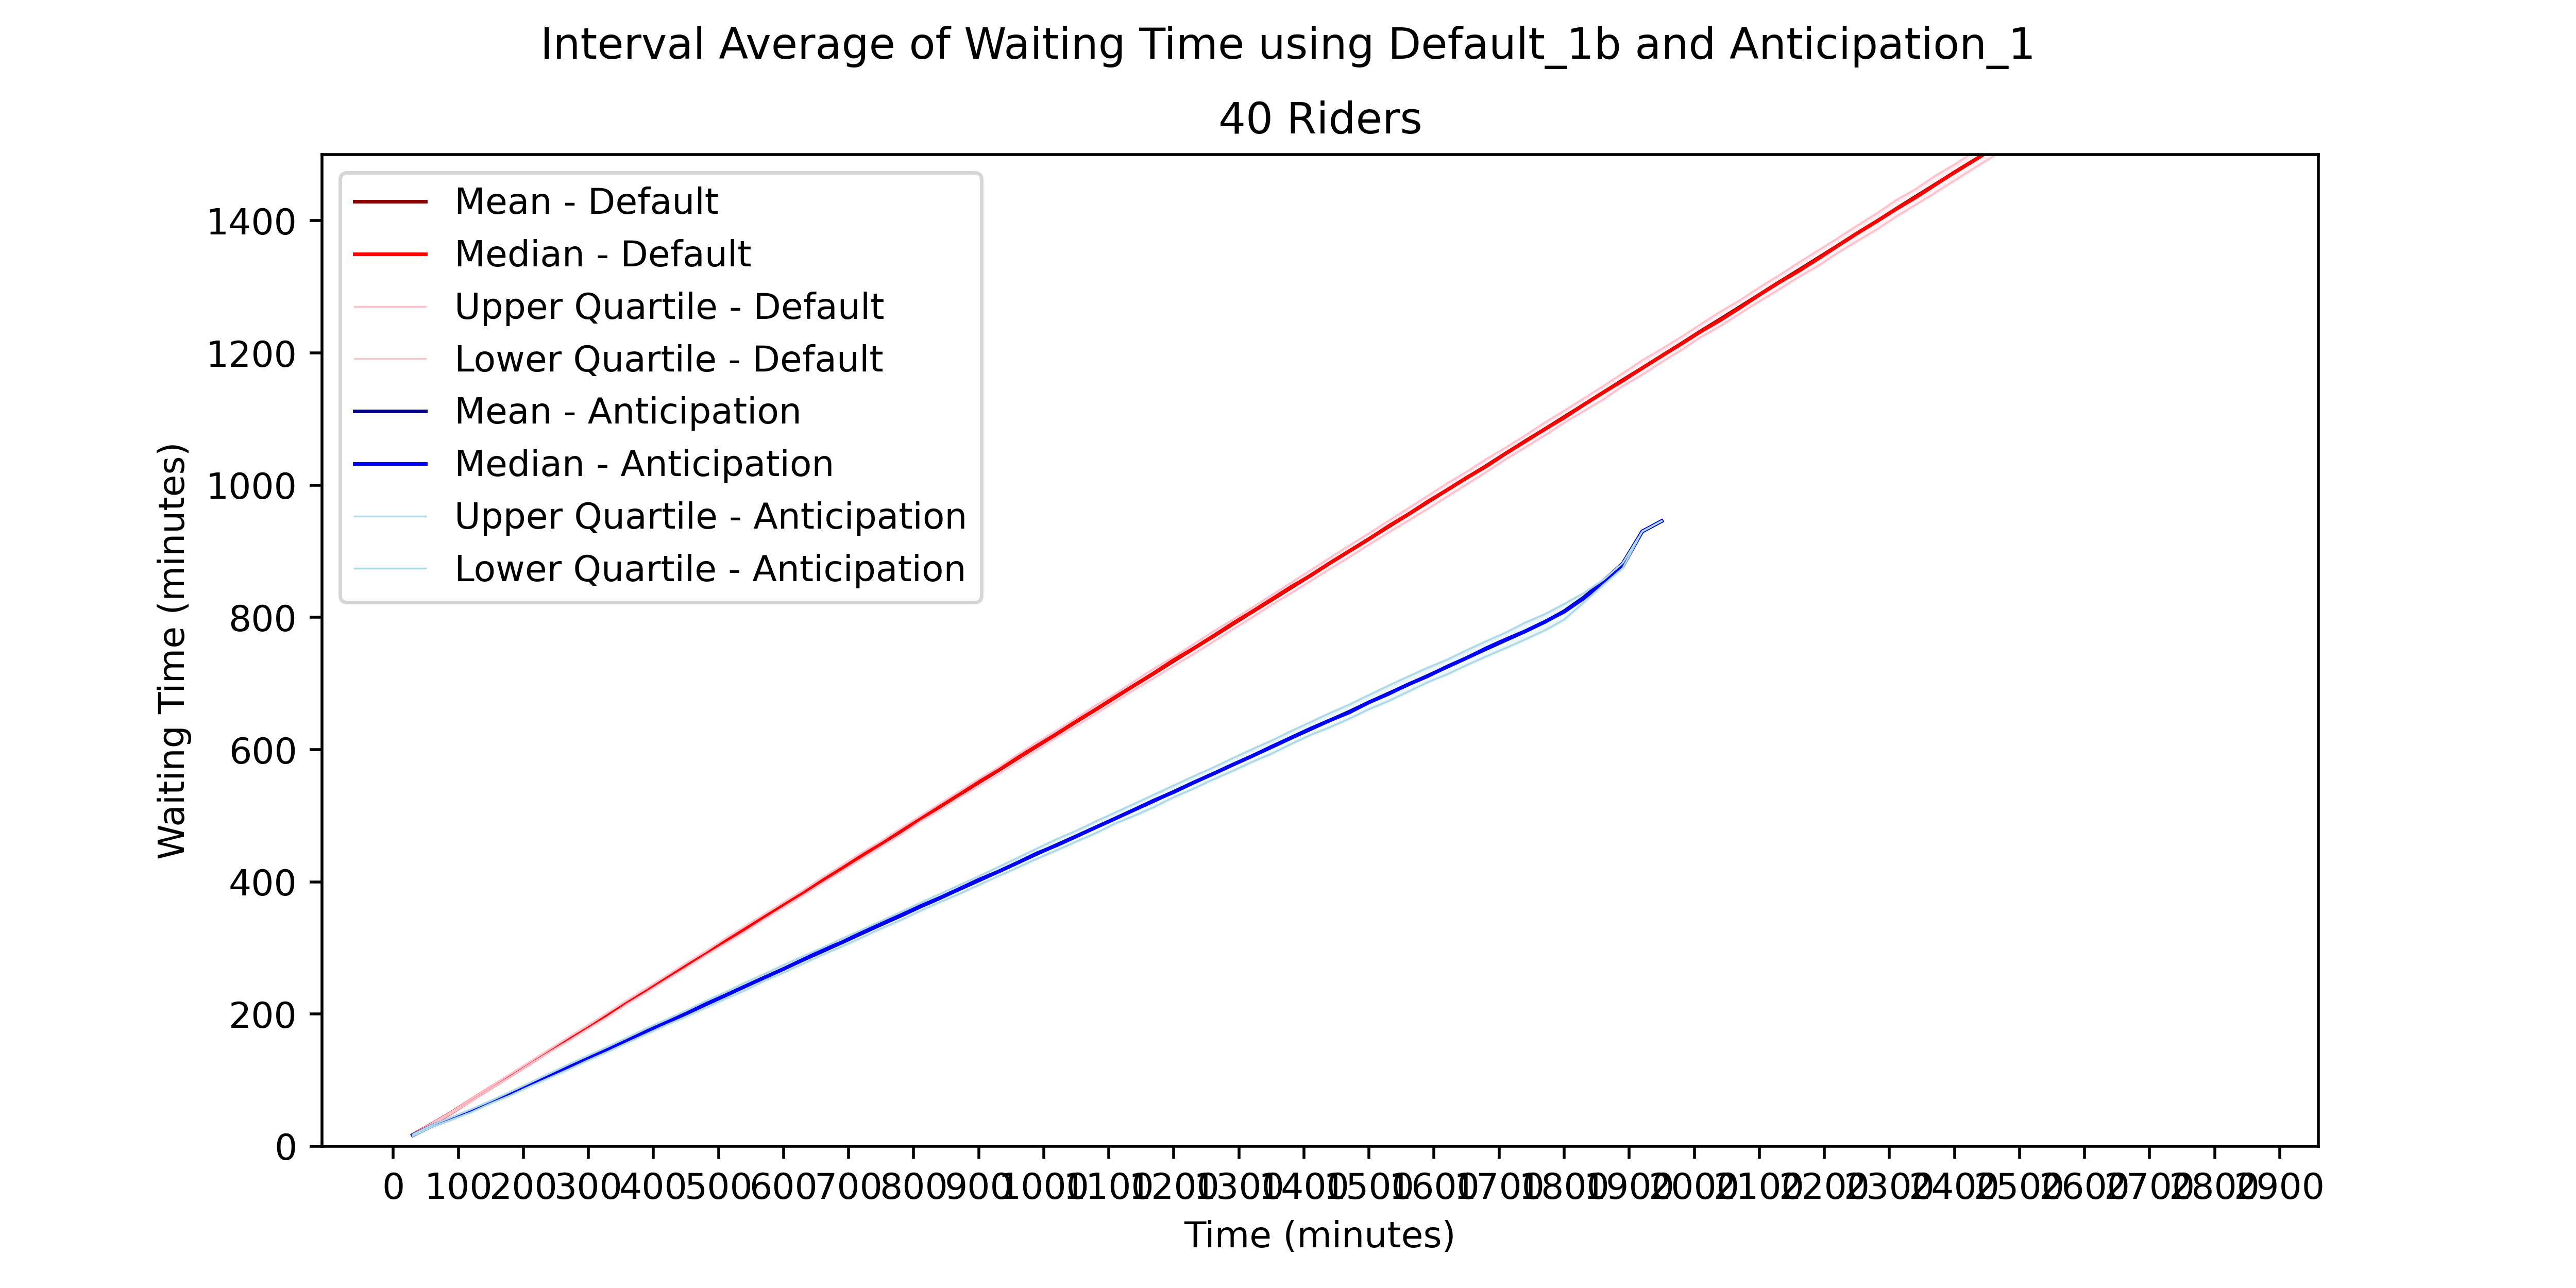 Interval Average of Waiting Time using Default_1b and Anticipation_1
40 Riders
Mean - Default
Median - Default
Upper Quartile - Default
Lower Quartile - Default
Mean - Anticipation
Median - Anticipation
Upper Quartile - Anticipation
Lower Quartile - Anticipation
Waiting Time (minutes)
1400
1200
1000
800
600
400
200
0
0 100 200 300 400 500 600 700 800 900 1000 1100 1200 1300 1400 1500 1600 1700 1800 1900 2000 2100 2200 2300 2400 2500 2600 2700 2800 2900
Time (minutes)